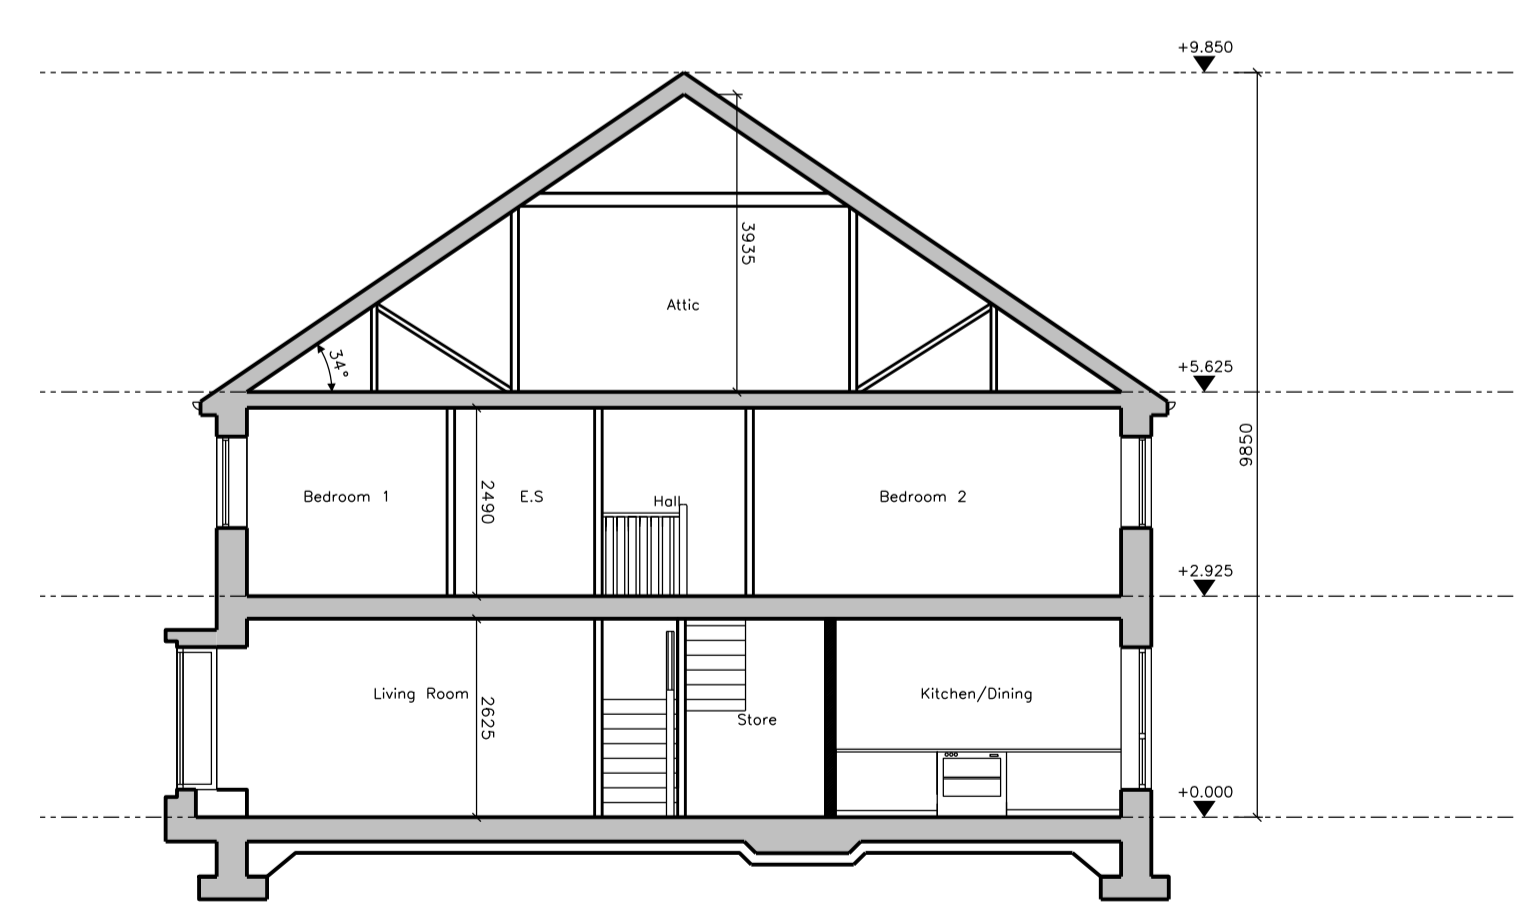 +9.850
3935
Attic
34°
+5.625
9850
Bedroom 1
2490
E.S
Hall
Bedroom 2
+2.925
Living Room
2625
Store
Kitchen/Dining
+0.000